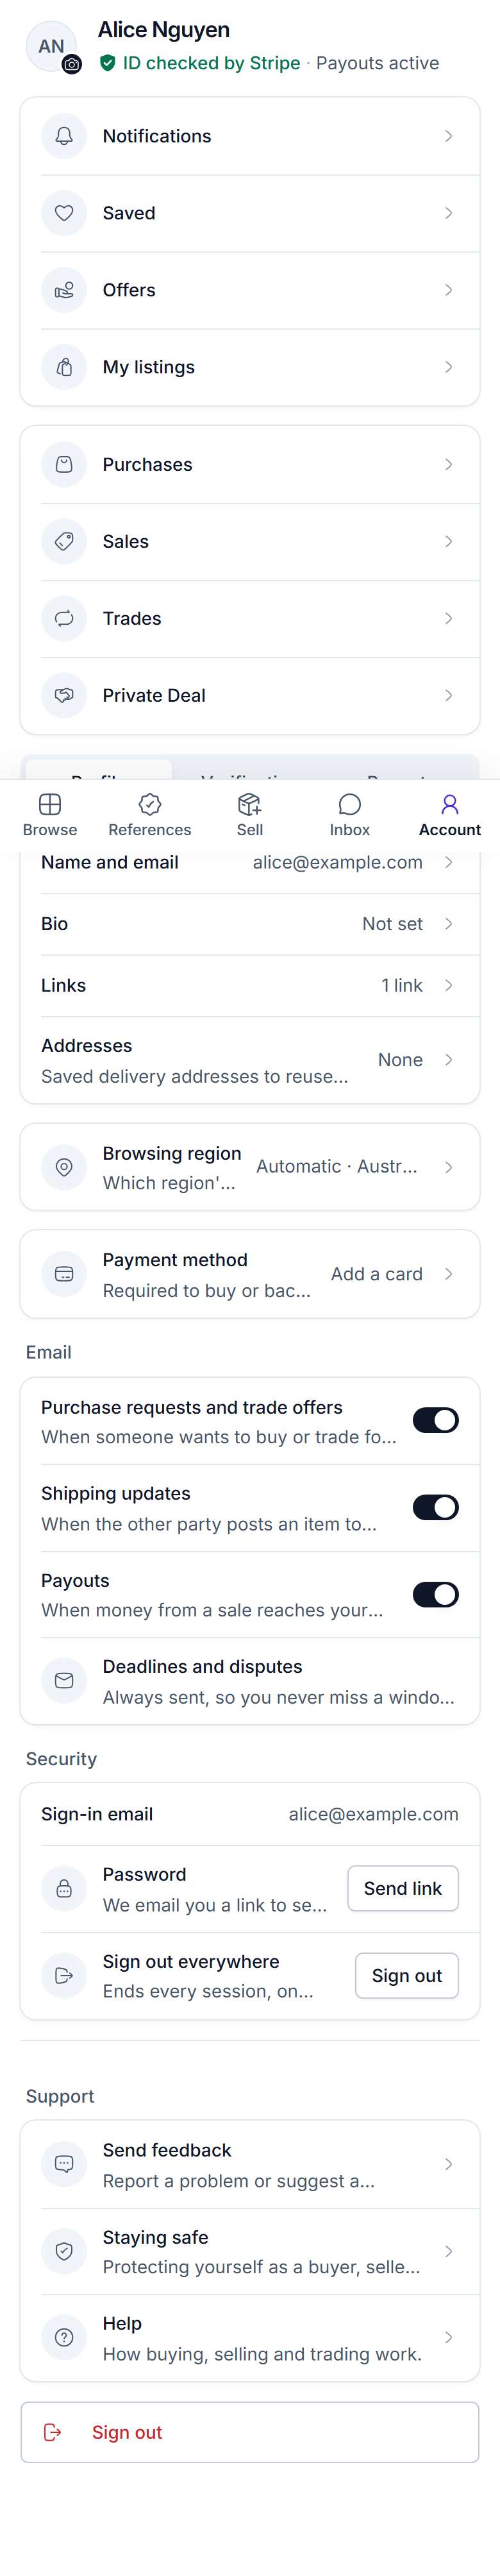 AN
Alice Nguyen
ID checked by Stripe · Payouts active
Notifications
Saved
Offers
My listings
Purchases
Sales
Trades
Private Deal
Browse
References
Sell
Inbox
Account
Name and email
alice@example.com
Bio
Not set
Links
1 link
Addresses
Saved delivery addresses to reuse...
None
Browsing region
Which region'...
Automatic · Austr...
Payment method
Required to buy or bac...
Add a card
Email
Purchase requests and trade offers
When someone wants to buy or trade fo...
Shipping updates
When the other party posts an item to...
Payouts
When money from a sale reaches your...
Deadlines and disputes
Always sent, so you never miss a windo...
Security
Sign-in email
alice@example.com
Password
We email you a link to se...
Send link
Sign out everywhere
Ends every session, on...
Sign out
Support
Send feedback
Report a problem or suggest a...
Staying safe
Protecting yourself as a buyer, selle...
Help
How buying, selling and trading work.
Sign out